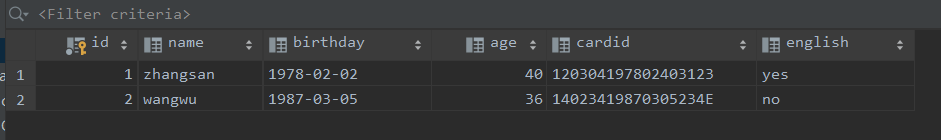 <Filter criteria>
id name birthday age cardid english
1 1 zhangsan 1978-02-02 40 120304197802403123 yes
2 2 wangwu 1987-03-05 36 14023419870305234E no